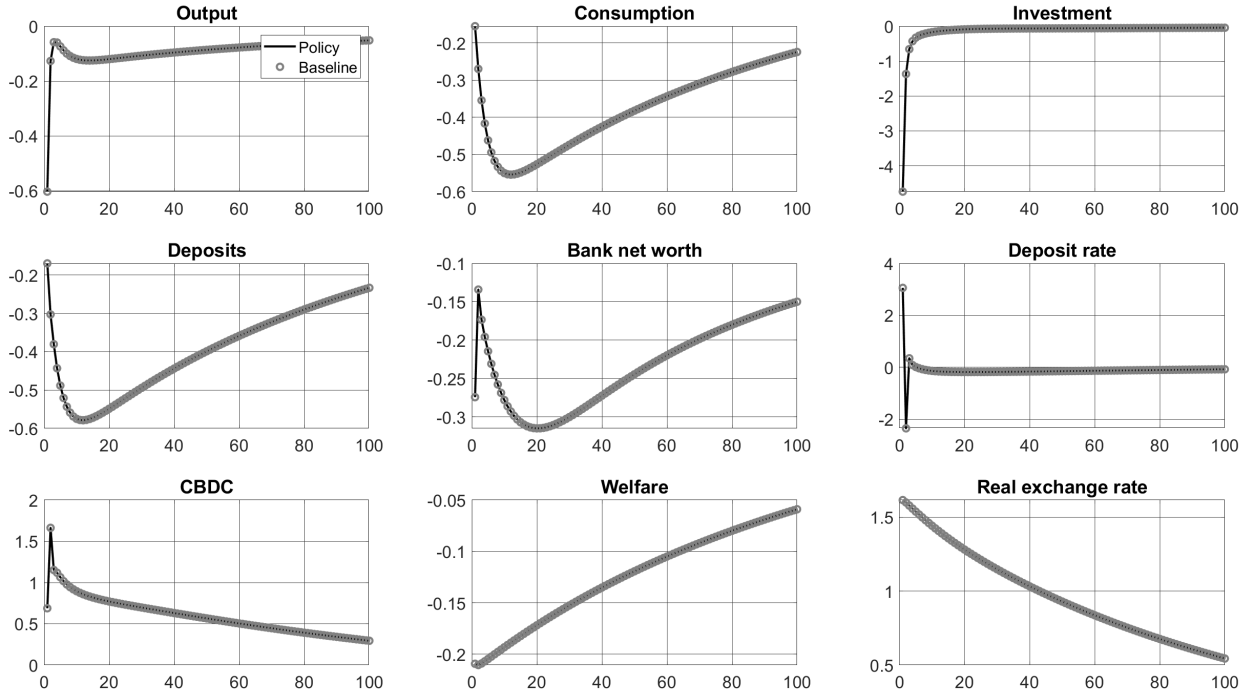 Output
0
-0.2
-0.4
-0.6
0 20 40 60 80 100
Policy
Baseline
Consumption
-0.2
-0.3
-0.4
-0.5
-0.6
0 20 40 60 80 100
Investment
0
-1
-2
-3
-4
0 20 40 60 80 100
Deposits
-0.2
-0.3
-0.4
-0.5
-0.6
0 20 40 60 80 100
Bank net worth
-0.1
-0.15
-0.2
-0.25
-0.3
0 20 40 60 80 100
Deposit rate
4
2
0
-2
0 20 40 60 80 100
CBDC
2
1.5
1
0.5
0
0 20 40 60 80 100
Welfare
-0.05
-0.1
-0.15
-0.2
0 20 40 60 80 100
Real exchange rate
1.5
1
0.5
0 20 40 60 80 100